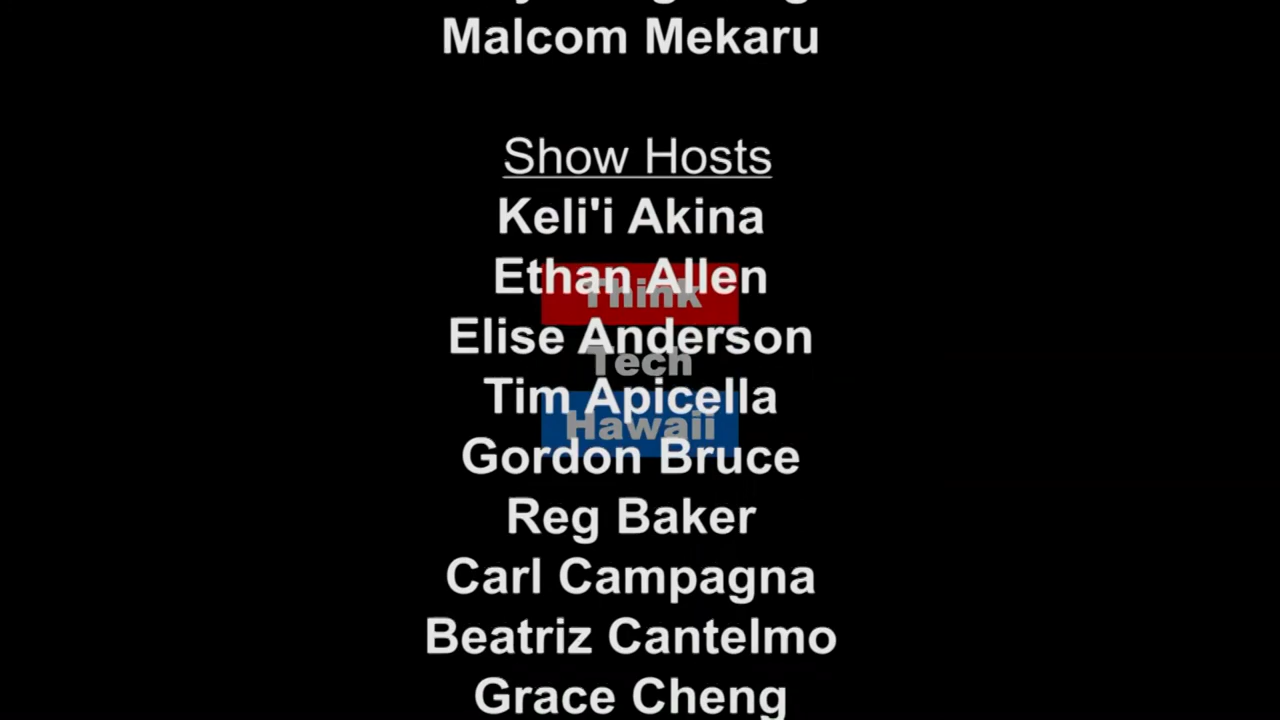 Malcom Mekaru
Show Hosts
Keli'i Akina
Ethan Allen
Think
Elise Anderson
Tech
Tim Apicella
Hawaii
Gordon Bruce
Reg Baker
Carl Campagna
Beatriz Cantelmo
Grace Cheng